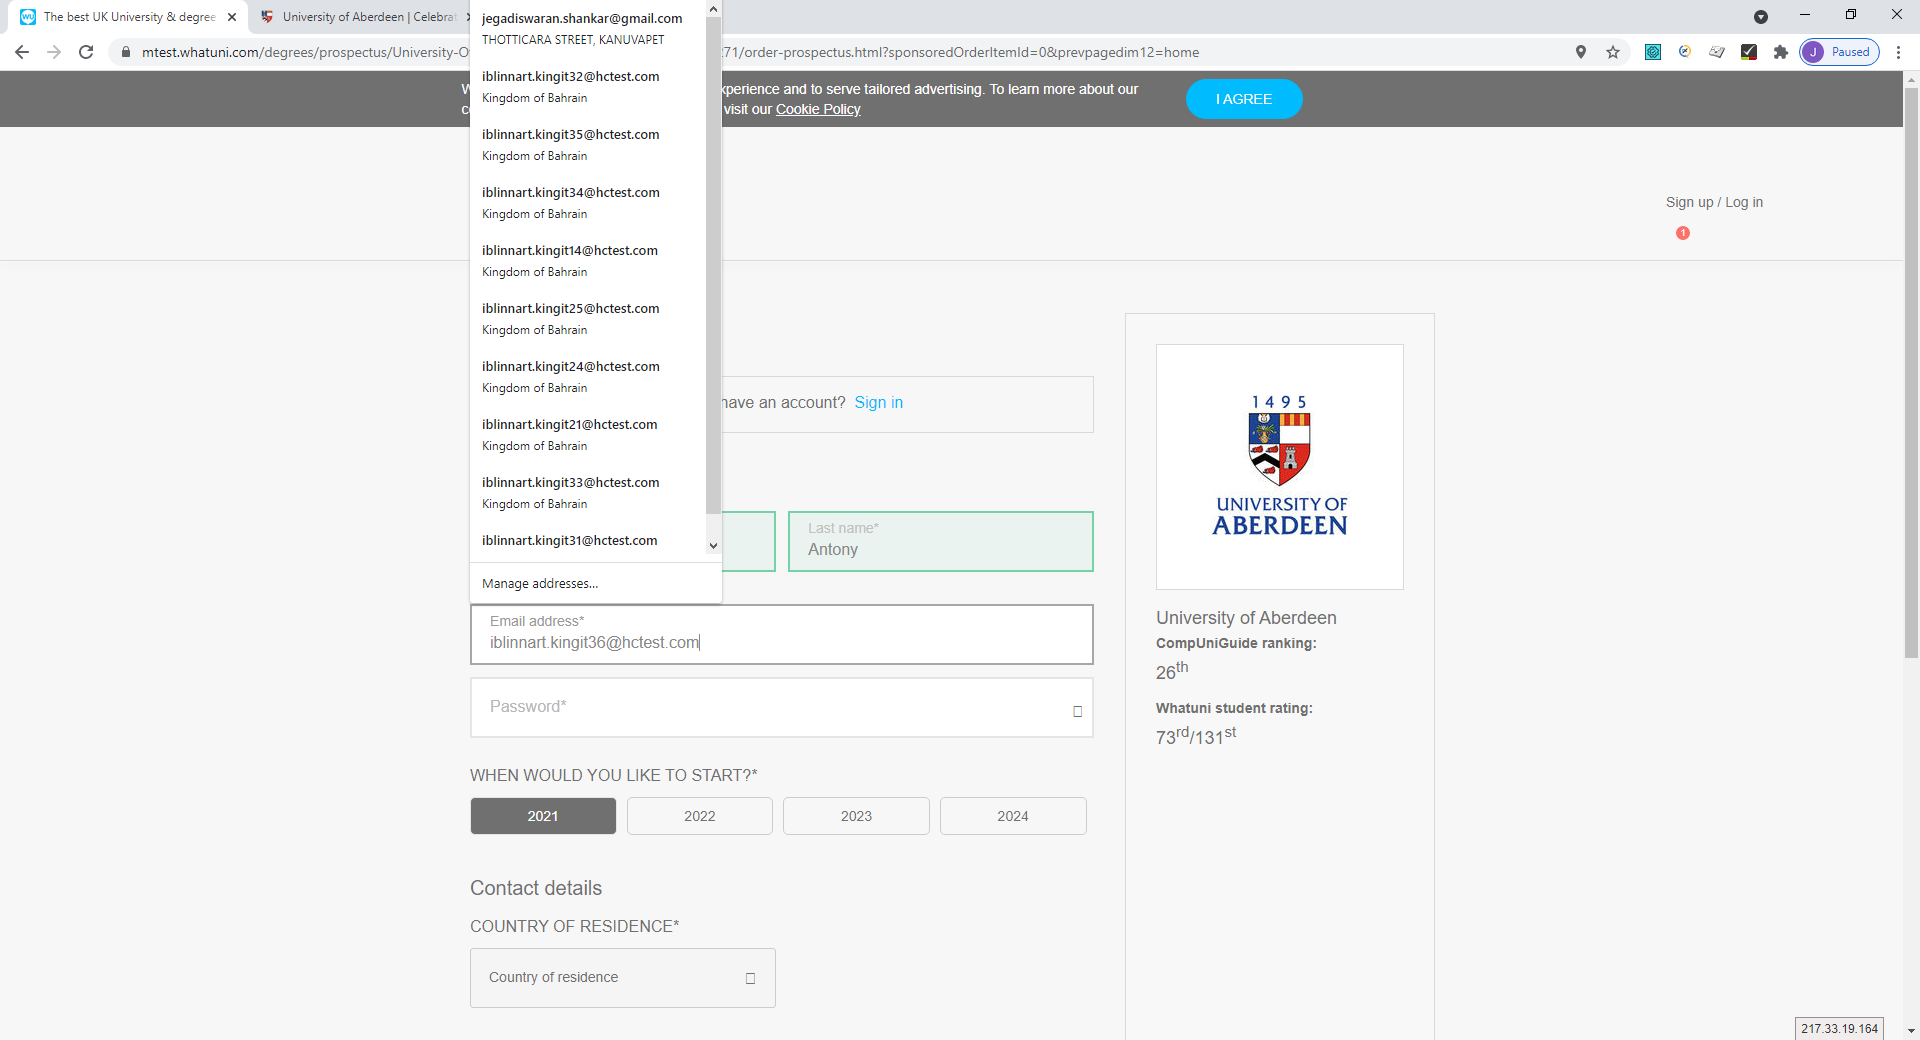 The best UK University & degree
University of Aberdeen | Celebrat
mtest.whatuni.com/degrees/prospectus/University-O
71/order-prospectus.html?sponsoredOrderItemId=0&prevpagedim12=home
J Paused
W
xperience and to serve tailored advertising. To learn more about our
c
visit our Cookie Policy
I AGREE
jegadiswaran.shankar@gmail.com
THOTTICARA STREET, KANUVAPET
iblinnart.kingit32@hctest.com
Kingdom of Bahrain
iblinnart.kingit35@hctest.com
Kingdom of Bahrain
iblinnart.kingit34@hctest.com
Kingdom of Bahrain
iblinnart.kingit14@hctest.com
Kingdom of Bahrain
iblinnart.kingit25@hctest.com
Kingdom of Bahrain
iblinnart.kingit24@hctest.com
Kingdom of Bahrain
iblinnart.kingit21@hctest.com
Kingdom of Bahrain
iblinnart.kingit33@hctest.com
Kingdom of Bahrain
iblinnart.kingit31@hctest.com
Manage addresses...
Sign up / Log in
1
have an account? Sign in
Last name*
Antony
Email address*
iblinnart.kingit36@hctest.com
Password*
WHEN WOULD YOU LIKE TO START?*
2021 2022 2023 2024
Contact details
COUNTRY OF RESIDENCE*
Country of residence
1495
UNIVERSITY OF
ABERDEEN
University of Aberdeen
CompUniGuide ranking:
26th
Whatuni student rating:
73rd/131st
217.33.19.164